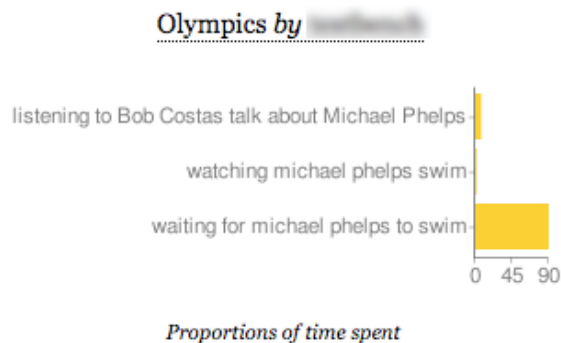 Olympics by
listening to Bob Costas talk about Michael Phelps
watching michael phelps swim
waiting for michael phelps to swim
0 45 90
Proportions of time spent